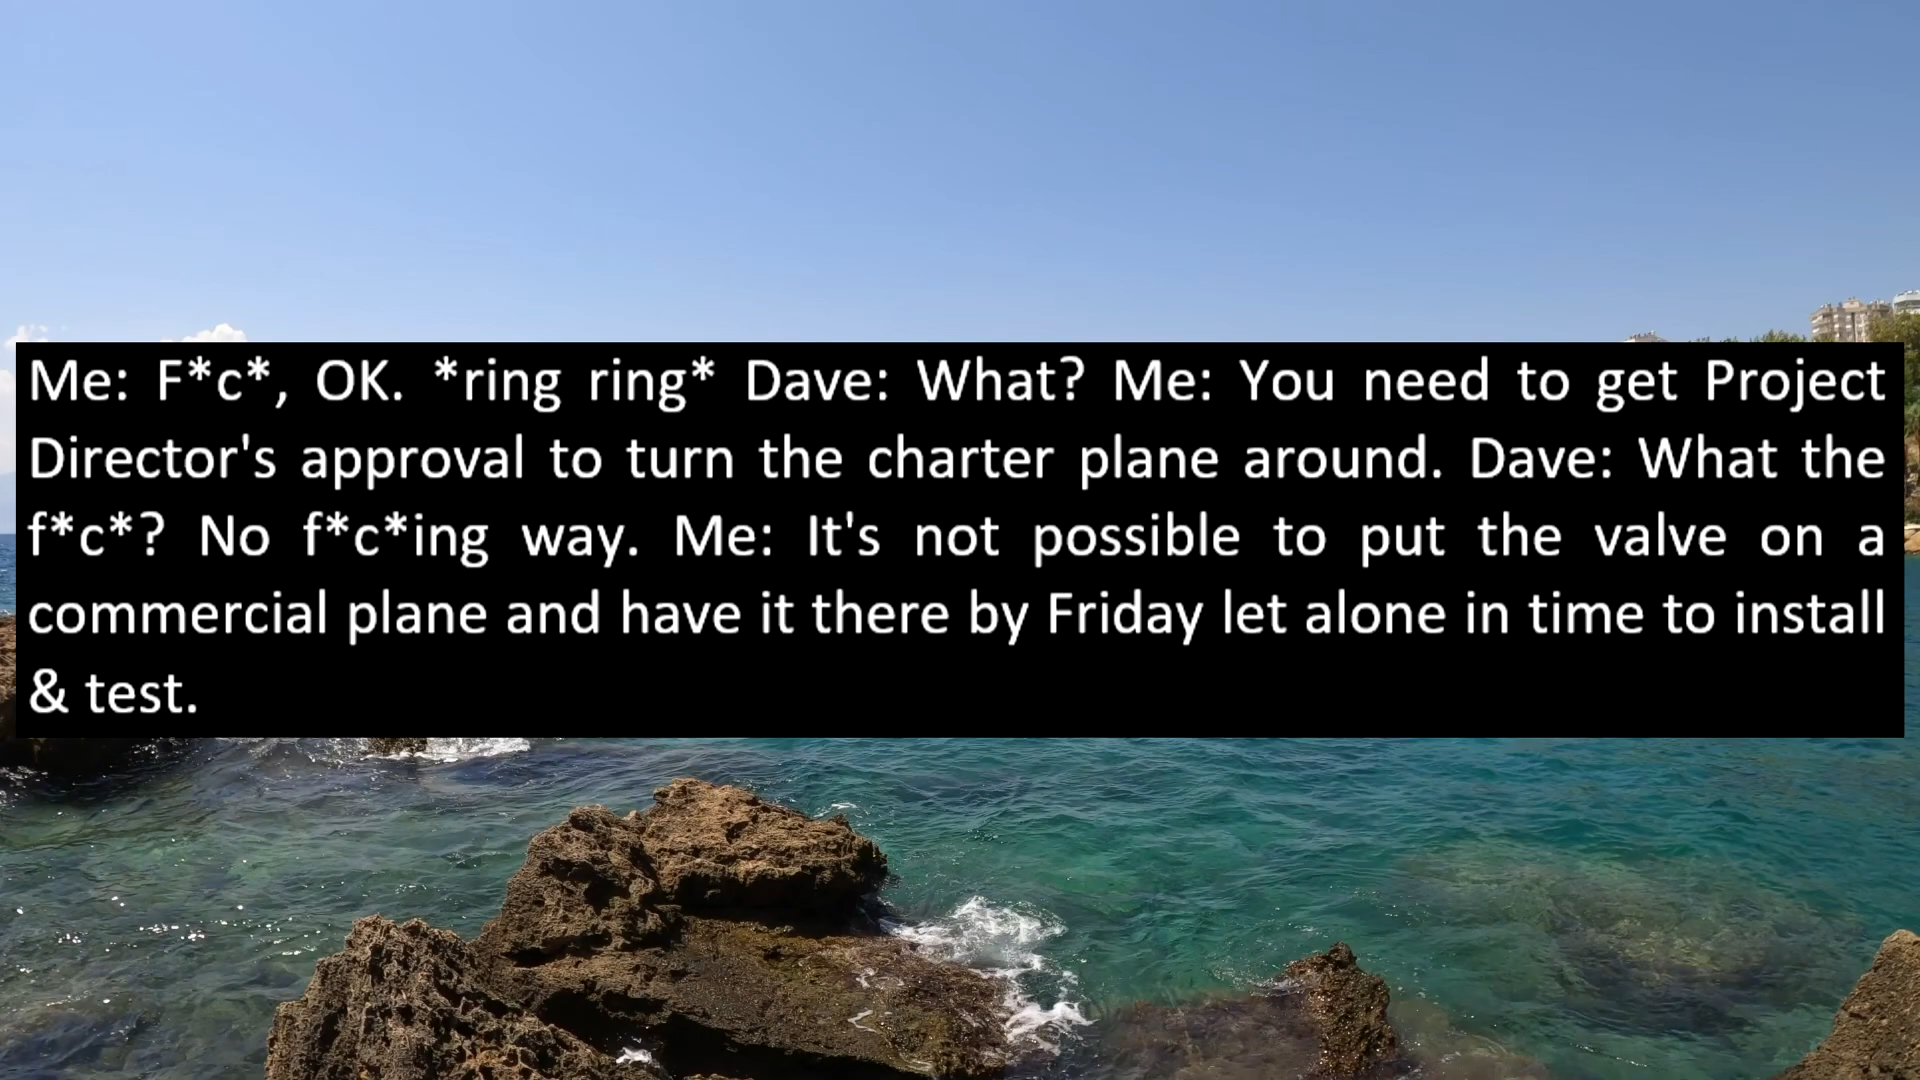 Me: F*c*, OK. *ring ring* Dave: What? Me: You need to get Project
Director's approval to turn the charter plane around. Dave: What the
f*c*? No f*c*ing way. Me: It's not possible to put the valve on a
commercial plane and have it there by Friday let alone in time to install
& test.